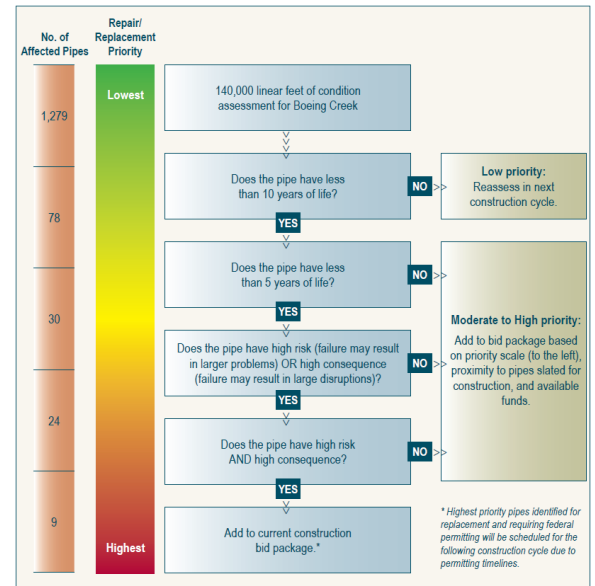 No. of
Affected Pipes
Repair/
Replacement
Priority
1,279
78
30
24
9
Lowest
Highest
140,000 linear feet of condition
assessment for Boeing Creek
Does the pipe have less
than 10 years of life?
NO >>
Low priority:
Reassess in next
construction cycle.
YES
Does the pipe have less
than 5 years of life?
NO >>
YES
Does the pipe have high risk (failure may result
in larger problems) OR high consequence
(failure may result in large disruptions)?
NO >>
YES
Does the pipe have high risk
AND high consequence?
NO >>
YES
Moderate to High priority:
Add to bid package based
on priority scale (to the left),
proximity to pipes slated for
construction, and available
funds.
Add to current construction
bid package.*
* Highest priority pipes identified for
replacement and requiring federal
permitting will be scheduled for the
following construction cycle due to
permitting timelines.